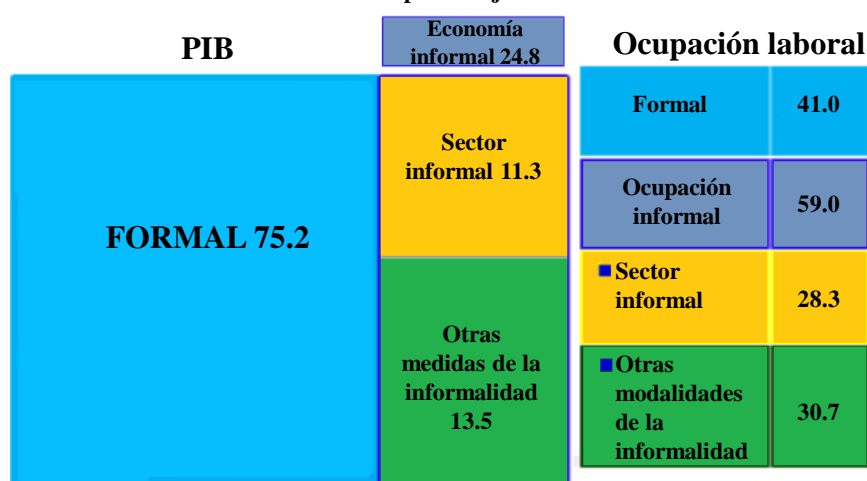 PIB
Economía
informal 24.8
Ocupación laboral
FORMAL 75.2
Sector
informal 11.3
Otras
medidas de la
informalidad
13.5
Formal 41.0
Ocupación
informal
59.0
Sector
informal
28.3
Otras
modalidades
de la
informalidad
30.7